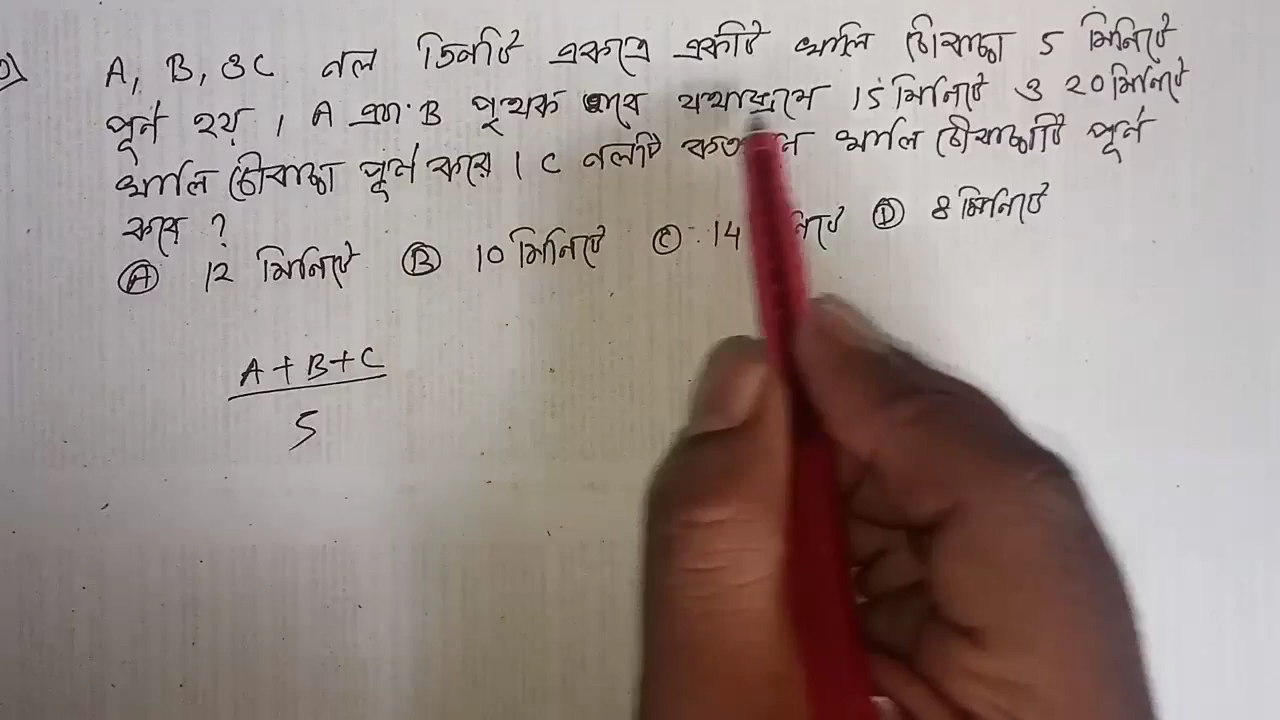 A, B, ও C নল তিনটি একত্রে একটি খালি চৌবাচ্চা 5 মিনিটে
পূর্ন হয় । A এবং B পৃথক ভাবে যথাক্রমে 15 মিনিটে ও 20 মিনিটে
খালি চৌবাচ্চা পূর্ন করে । C নলটি খালি চৌবাচ্চাটি পূর্ন
করবে ?
Ⓐ 12 মিনিটে Ⓑ 10 মিনিটে Ⓒ 14 Ⓓ 8 মিনিটে
A + B + C
5